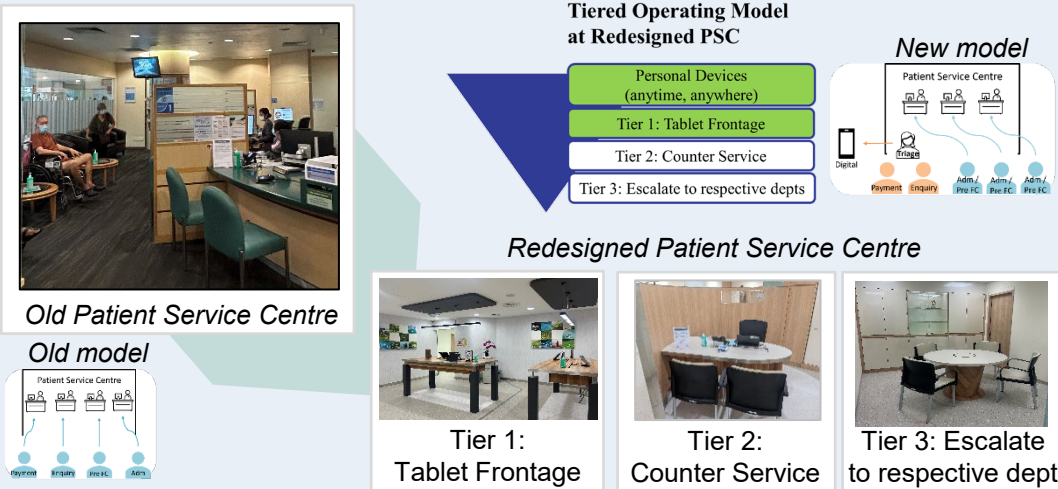 Tiered Operating Model
at Redesigned PSC
Personal Devices
(anytime, anywhere)
Tier 1: Tablet Frontage
Tier 2: Counter Service
Tier 3: Escalate to respective depts
New model
Patient Service Centre
Digital
Triage
Payment
Enquiry
Adm /
Pre FC
Adm /
Pre FC
Adm /
Pre FC
Old Patient Service Centre
Old model
Patient Service Centre
Payment
Enquiry
Pre FC
Adm
Redesigned Patient Service Centre
Tier 1:
Tablet Frontage
Tier 2:
Counter Service
Tier 3: Escalate
to respective dept